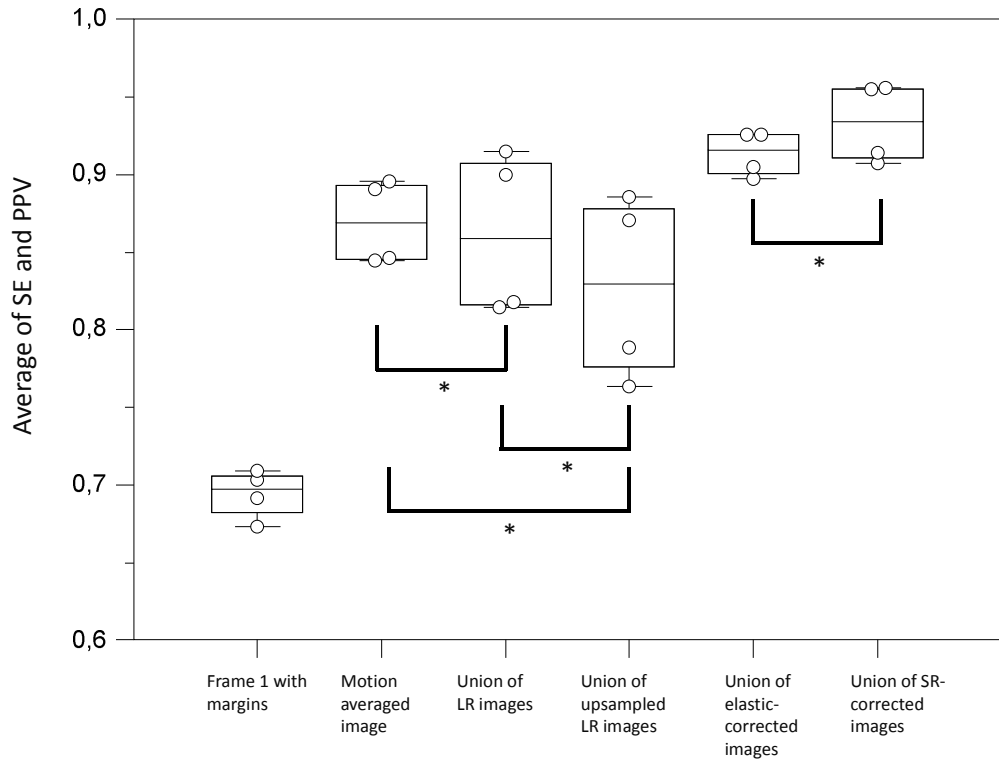 Average of SE and PPV
1,0
0,9
0,8
0,7
0,6
*
*
*
*
Frame 1 with
margins
Motion
averaged
image
Union of
LR images
Union of
upsampled
LR images
Union of
elastic-
corrected
images
Union of SR-
corrected
images